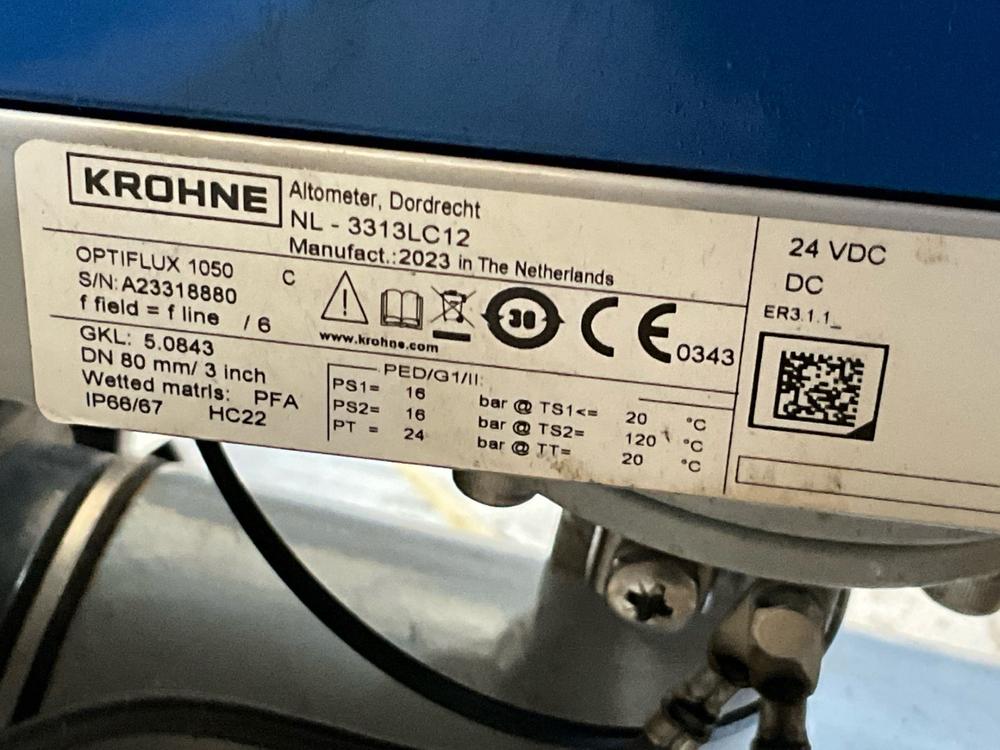 KROHNE
Altometer, Dordrecht
NL - 3313LC12
Manufact.:2023 in The Netherlands
OPTIFLUX 1050 C
S/N: A23318880
f field = f line / 6
www.krohne.com
30
CE 0343
GKL: 5.0843
DN 80 mm/ 3 inch
Wetted matrls: PFA
IP66/67 HC22
PED/G1/II:
PS1= 16 bar @ TS1<= 20 °C
PS2= 16 bar @ TS2= 120 °C
PT = 24 bar @ TT= 20 °C
24 VDC
DC
ER3.1.1_